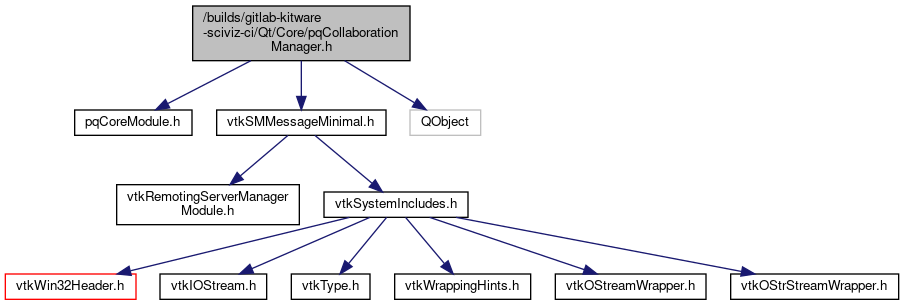 /builds/gitlab-kitware
-sciviz-ci/Qt/Core/pqCollaboration
Manager.h
pqCoreModule.h
vtkSMMessageMinimal.h
QObject
vtkRemotingServerManager
Module.h
vtkSystemIncludes.h
vtkWin32Header.h
vtkIOStream.h
vtkType.h
vtkWrappingHints.h
vtkOStreamWrapper.h
vtkOStrStreamWrapper.h